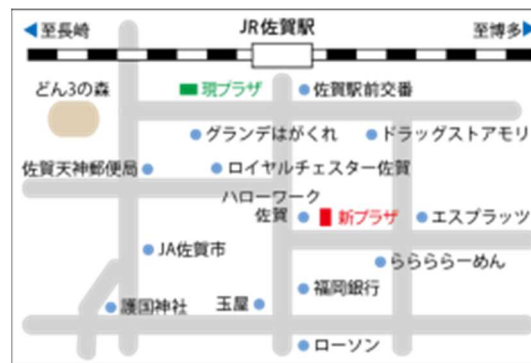 至長崎
JR佐賀駅
至博多
どん3の森
現プラザ
佐賀駅前交番
グランデはがくれ
ドラッグストアモリ
佐賀天神郵便局
ロイヤルチェスター佐賀
ハローワーク
佐賀
新プラザ
エスプラッツ
JA佐賀市
ららららーめん
護国神社
玉屋
福岡銀行
ローソン